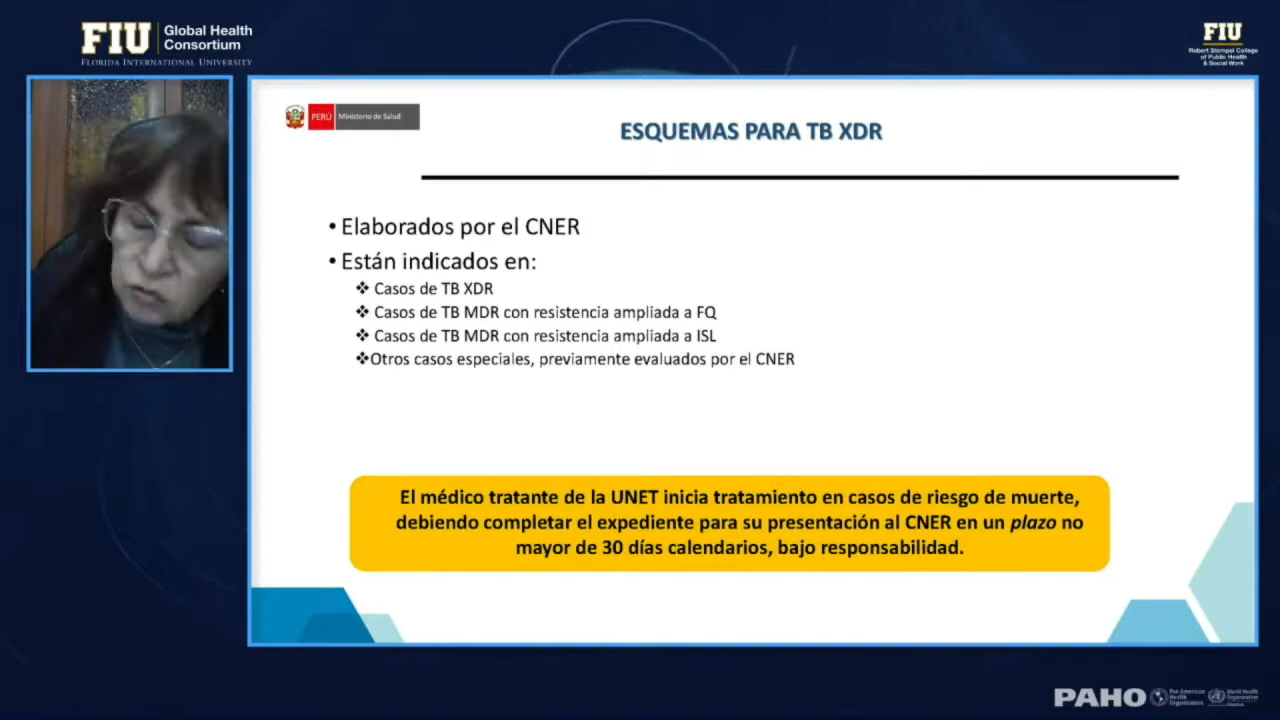 FIU
Global Health
Consortium
FLORIDA INTERNATIONAL UNIVERSITY
FIU
Robert Stempel College
of Public Health
& Social Work
PERÚ
Ministerio de Salud
ESQUEMAS PARA TB XDR
• Elaborados por el CNER
• Están indicados en:
❖ Casos de TB XDR
❖ Casos de TB MDR con resistencia ampliada a FQ
❖ Casos de TB MDR con resistencia ampliada a ISL
❖Otros casos especiales, previamente evaluados por el CNER
El médico tratante de la UNET inicia tratamiento en casos de riesgo de muerte,
debiendo completar el expediente para su presentación al CNER en un plazo no
mayor de 30 días calendarios, bajo responsabilidad.
PAHO
Pan American
Health
Organization
World Health
Organization